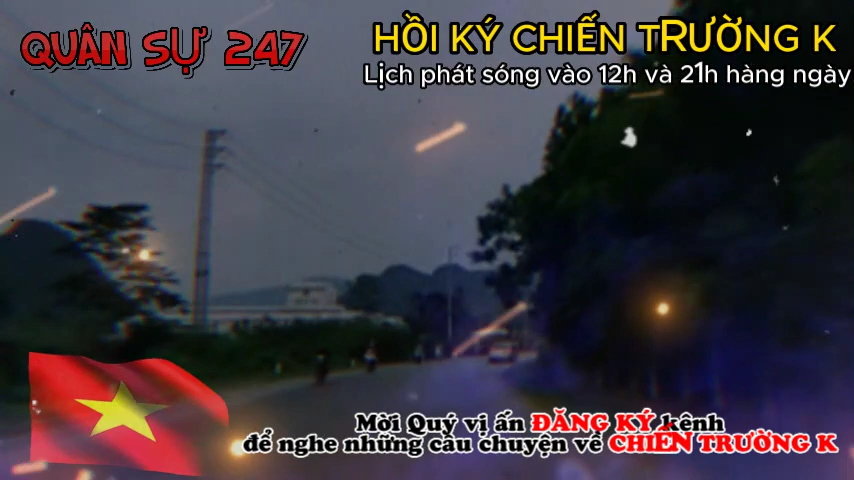 QUÂN SỰ 247
HỒI KÝ CHIẾN TRƯỜNG K
Lịch phát sóng vào 12h và 21h hàng ngày
Mời Quý vị ấn ĐĂNG KÝ kênh
để nghe những câu chuyện về CHIẾN TRƯỜNG K